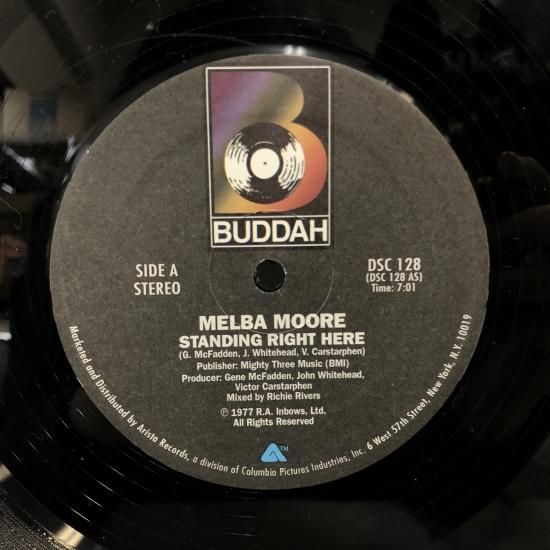 B
BUDDAH
SIDE A
STEREO
DSC 128
(DSC 128 AS)
Time: 7:01
MELBA MOORE
STANDING RIGHT HERE
(G. McFadden, J. Whitehead, V. Carstarphen)
Publisher: Mighty Three Music (BMI)
Producer: Gene McFadden, John Whitehead,
Victor Carstarphen
Mixed by Richie Rivers
℗ 1977 R.A. Inbows, Ltd.
All Rights Reserved
TM
Marketed and Distributed by Arista Records, a division of Columbia Pictures Industries, Inc. 6 West 57th Street, New York, N.Y. 10019